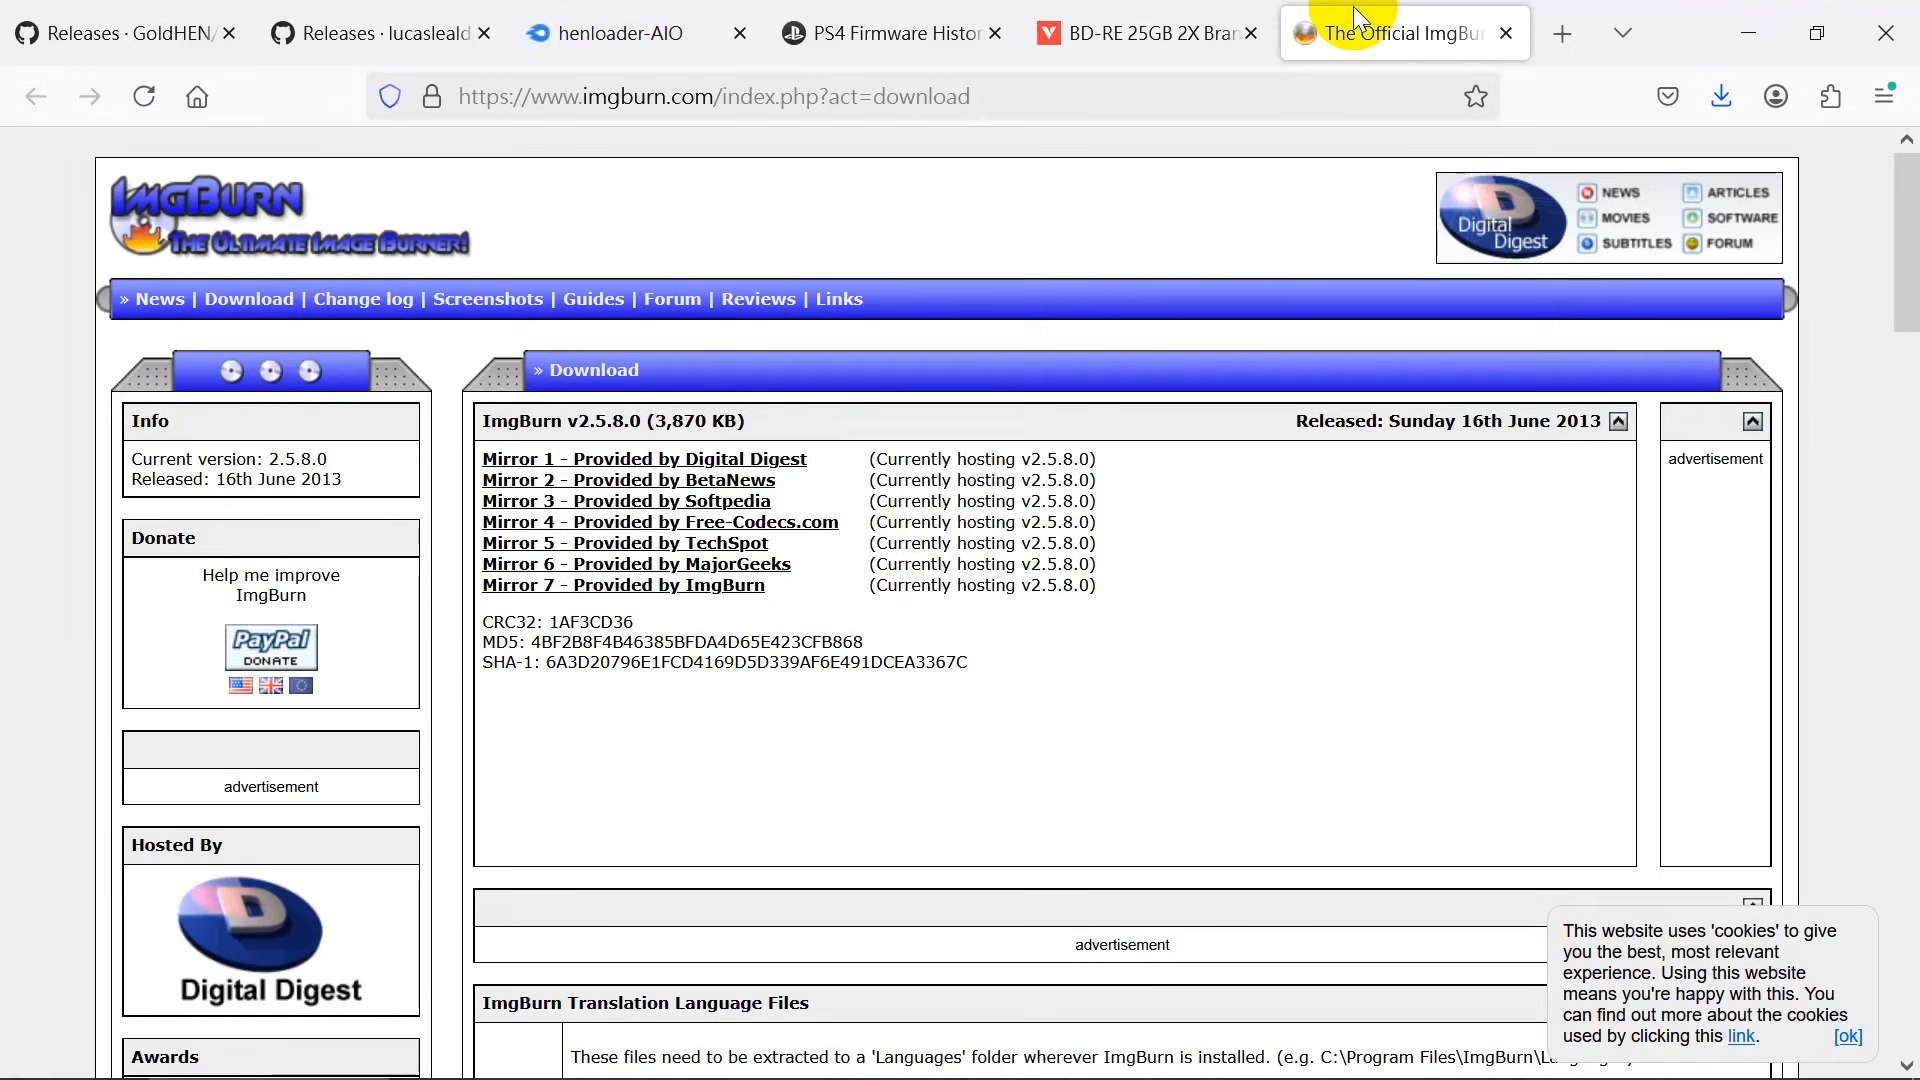 Releases · GoldHEN/
Releases · lucasleald
henloader-AIO
PS4 Firmware Histor
BD-RE 25GB 2X Bran
The Official ImgBur
https://www.imgburn.com/index.php?act=download
ImgBurn
The Ultimate Image Burner!
Digital Digest
NEWS
ARTICLES
MOVIES
SOFTWARE
SUBTITLES
FORUM
» News | Download | Change log | Screenshots | Guides | Forum | Reviews | Links
» Download
Info
Current version: 2.5.8.0
Released: 16th June 2013
Donate
Help me improve
ImgBurn
PayPal
DONATE
advertisement
Hosted By
Digital Digest
Awards
ImgBurn v2.5.8.0 (3,870 KB)
Released: Sunday 16th June 2013
Mirror 1 - Provided by Digital Digest (Currently hosting v2.5.8.0)
Mirror 2 - Provided by BetaNews (Currently hosting v2.5.8.0)
Mirror 3 - Provided by Softpedia (Currently hosting v2.5.8.0)
Mirror 4 - Provided by Free-Codecs.com (Currently hosting v2.5.8.0)
Mirror 5 - Provided by TechSpot (Currently hosting v2.5.8.0)
Mirror 6 - Provided by MajorGeeks (Currently hosting v2.5.8.0)
Mirror 7 - Provided by ImgBurn (Currently hosting v2.5.8.0)
CRC32: 1AF3CD36
MD5: 4BF2B8F4B46385BFDA4D65E423CFB868
SHA-1: 6A3D20796E1FCD4169D5D339AF6E491DCEA3367C
advertisement
advertisement
ImgBurn Translation Language Files
These files need to be extracted to a 'Languages' folder wherever ImgBurn is installed. (e.g. C:\Program Files\ImgBurn\
This website uses 'cookies' to give
you the best, most relevant
experience. Using this website
means you're happy with this. You
can find out more about the cookies
used by clicking this link. [ok]